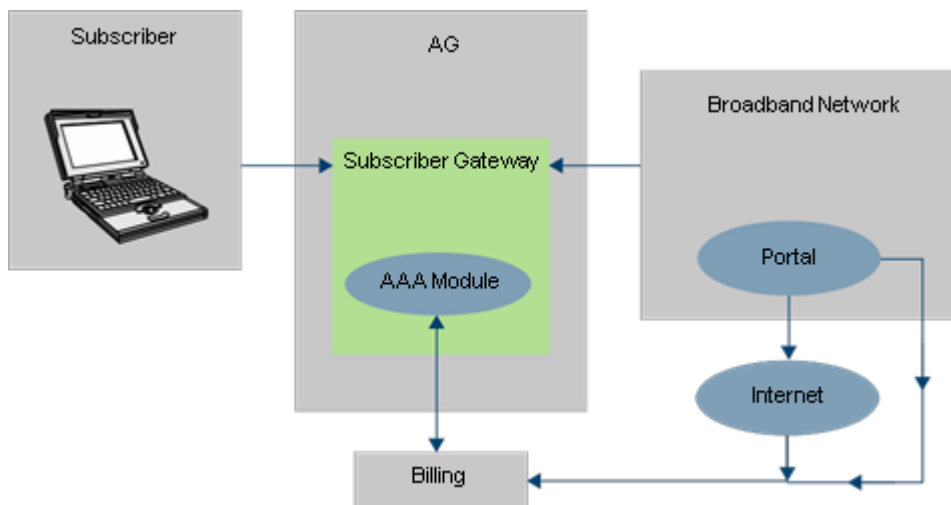 Subscriber
AG
Broadband Network
Subscriber Gateway
AAA Module
Portal
Internet
Billing